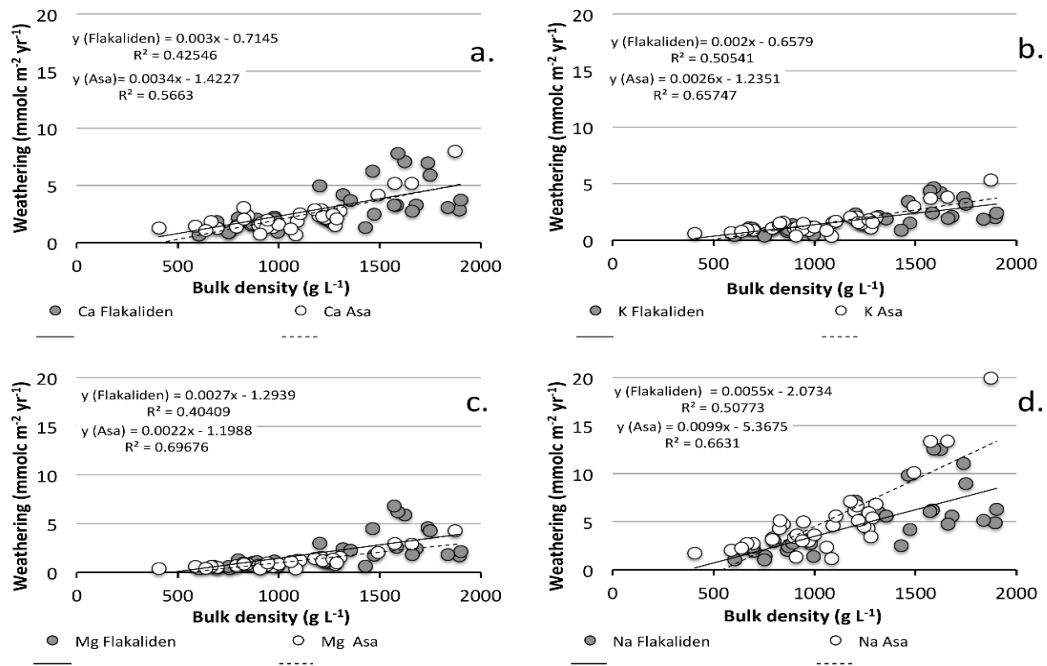 20
y (Flakaliden) = 0.003x - 0.7145
R² = 0.42546
a.
15
y (Asa)= 0.0034x - 1.4227
R² = 0.5663
10
5
0
Weathering (mmolc m⁻² yr⁻¹)
0 500 1000 1500 2000
Bulk density (g L⁻¹)
Ca Flakaliden Ca Asa
20
y (Flakaliden)= 0.002x - 0.6579
R² = 0.50541
b.
15
y (Asa)= 0.0026x - 1.2351
R² = 0.65747
10
5
0
Weathering (mmolc m⁻² yr⁻¹)
0 500 1000 1500 2000
Bulk density (g L⁻¹)
K Flakaliden K Asa
20
y (Flakaliden) = 0.0027x - 1.2939
R² = 0.40409
c.
15
y (Asa) = 0.0022x - 1.1988
R² = 0.69676
10
5
0
Weathering (mmolc m⁻² yr⁻¹)
0 500 1000 1500 2000
Bulk density (g L⁻¹)
Mg Flakaliden Mg Asa
20
y (Flakaliden) = 0.0055x - 2.0734
R² = 0.50773
d.
15
y (Asa) = 0.0099x - 5.3675
R² = 0.6631
10
5
0
Weathering (mmolc m⁻² yr⁻¹)
0 500 1000 1500 2000
Bulk density (g L⁻¹)
Na Flakaliden Na Asa